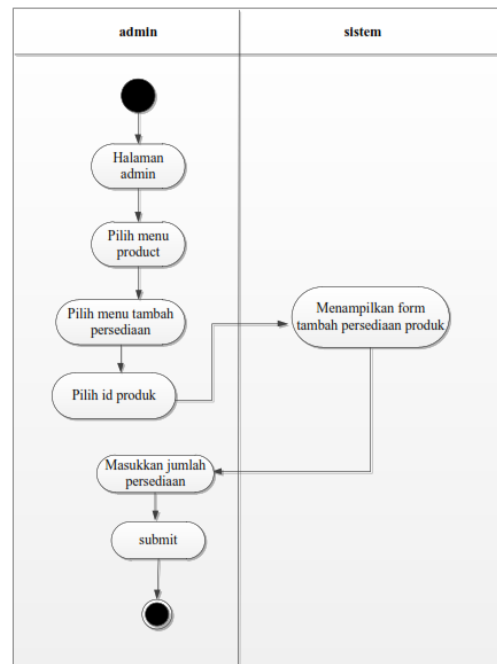 admin
sistem
Halaman
admin
Pilih menu
product
Pilih menu tambah
persediaan
Menampilkan form
tambah persediaan produk
Pilih id produk
Masukkan jumlah
persediaan
submit